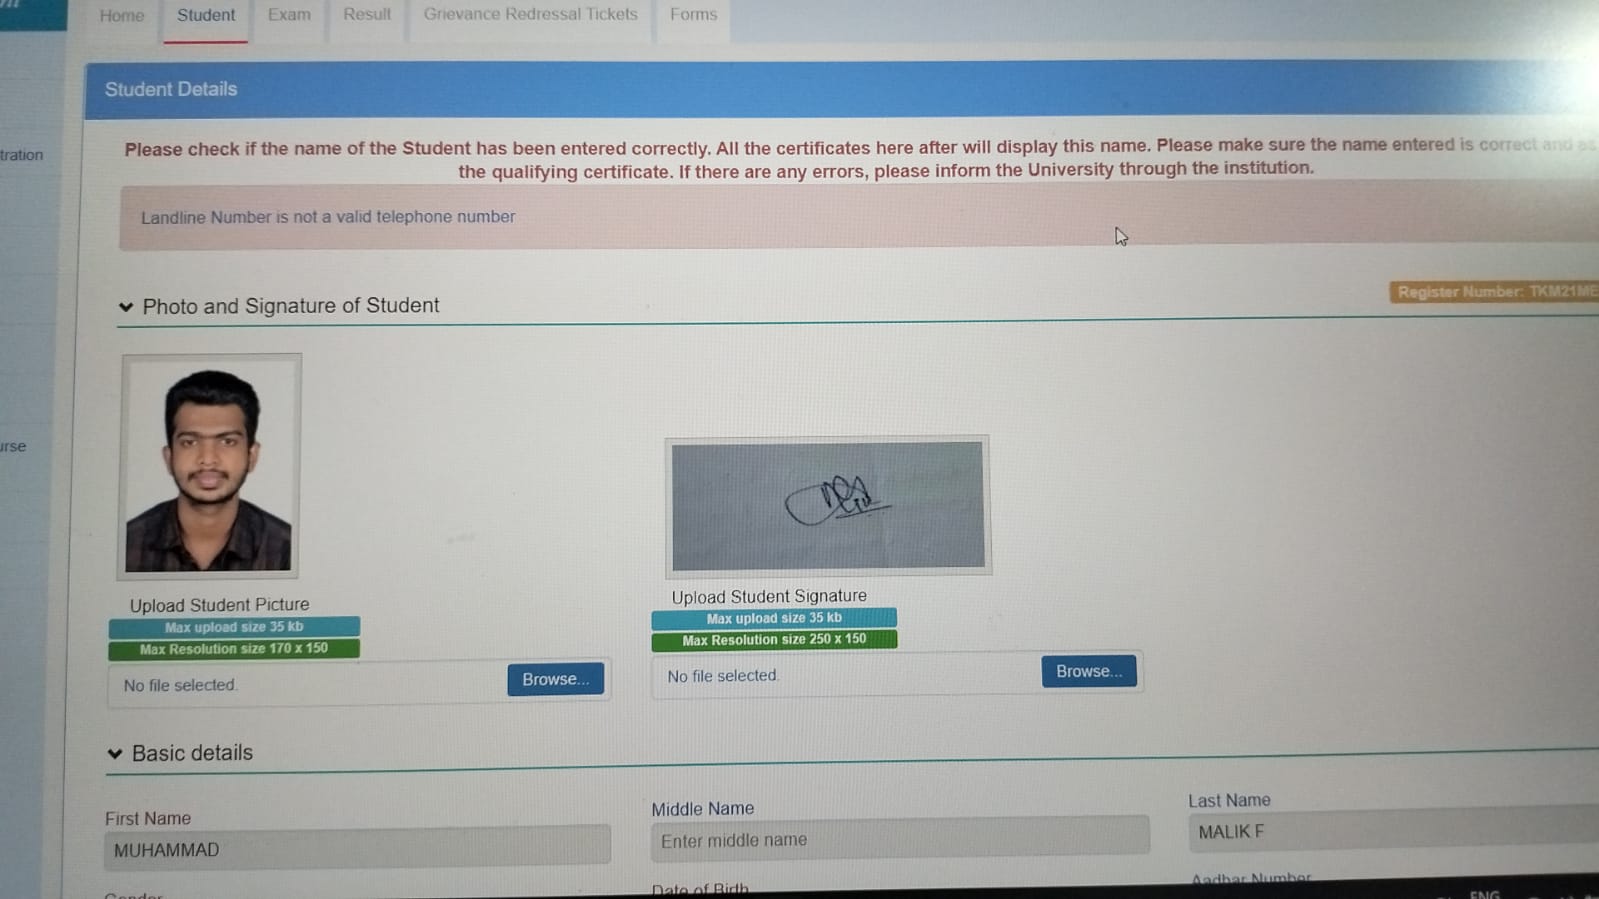 Home Student Exam Result Grievance Redressal Tickets Forms
Student Details
Please check if the name of the Student has been entered correctly. All the certificates here after will display this name. Please make sure the name entered is correct and as
the qualifying certificate. If there are any errors, please inform the University through the institution.
tration
Landline Number is not a valid telephone number
Register Number: TKM21ME
Photo and Signature of Student
urse
Upload Student Picture
Max upload size 35 kb
Max Resolution size 170 x 150
No file selected.
Browse...
Upload Student Signature
Max upload size 35 kb
Max Resolution size 250 x 150
No file selected.
Browse...
Basic details
First Name
MUHAMMAD
Middle Name
Enter middle name
Last Name
MALIK F
Gender
Date of Birth
Aadhar Number
ENG